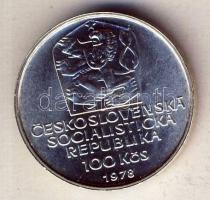 ČESKOSLOVENSKÁ
SOCIALISTICKÁ
REPUBLIKA
100 Kčs
1978